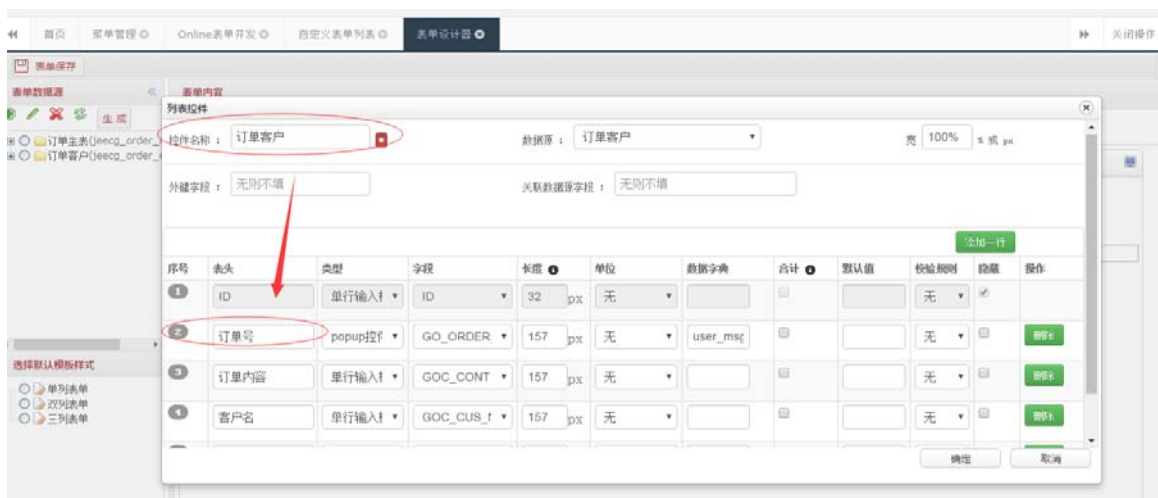 首页 菜单管理 Online表单开发 自定义表单列表 表单设计器 关闭操作
表单保存
表单数据源 表单内容
生成
订单主表(jeecg_order_
订单客户(jeecg_order_
列表控件
控件名称： 订单客户 数据源： 订单客户 宽 100% % 或 px
外键字段： 无则不填 关联数据源字段： 无则不填
添加一行
序号 表头 类型 字段 长度 单位 数据字典 合计 默认值 校验规则 隐藏 操作
1 ID 单行输入框 ID 32 px 无 无
2 订单号 popup控件 GO_ORDER 157 px 无 user_msg 无 删除
3 订单内容 单行输入框 GOC_CONT 157 px 无 无 删除
4 客户名 单行输入框 GOC_CUS_ 157 px 无 无 删除
选择默认模板样式
单列表单
双列表单
三列表单
确定 取消